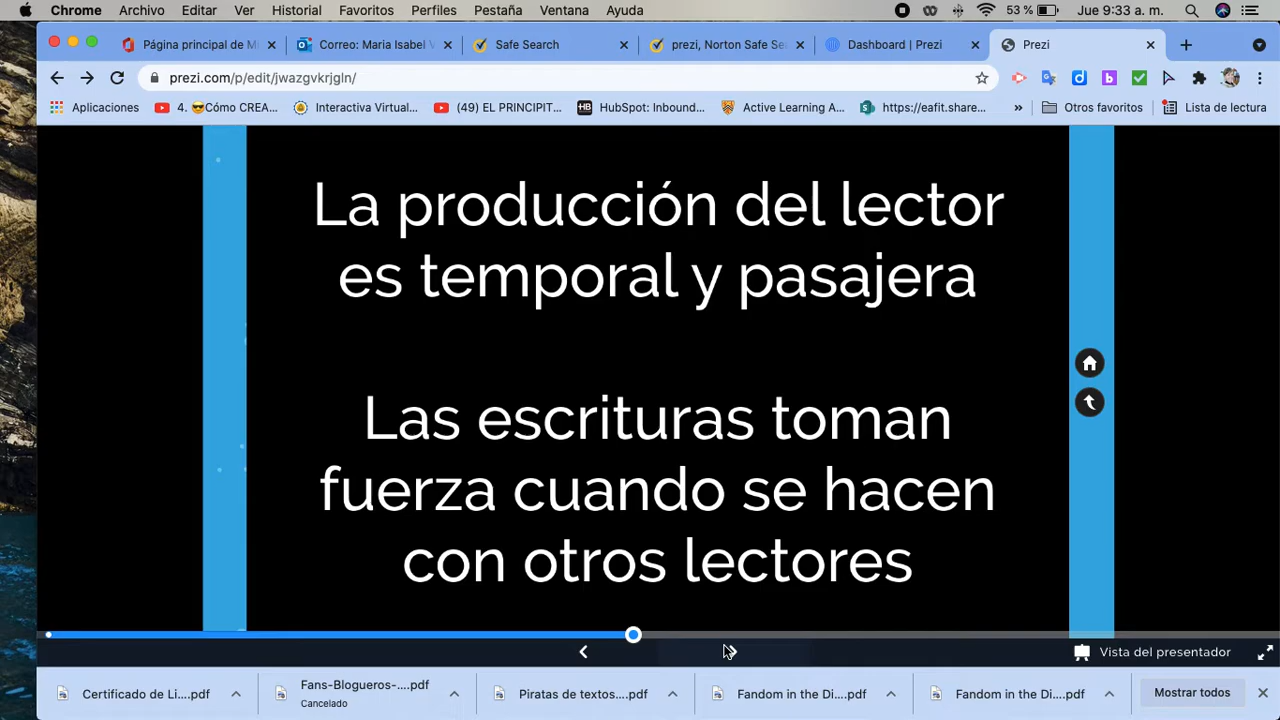 Chrome Archivo Editar Ver Historial Favoritos Perfiles Pestaña Ventana Ayuda 53 % Jue 9:33 a. m.
Página principal de M Correo: Maria Isabel V Safe Search prezi, Norton Safe Se Dashboard | Prezi Prezi
prezi.com/p/edit/jwazgvkrjgln/
Aplicaciones 4. 😎Cómo CREA... Interactiva Virtual... (49) EL PRINCIPIT... HubSpot: Inbound... Active Learning A... https://eafit.share... » Otros favoritos Lista de lectura
La producción del lector
es temporal y pasajera
Las escrituras toman
fuerza cuando se hacen
con otros lectores
Vista del presentador
Certificado de Li....pdf Fans-Blogueros-....pdf Piratas de textos....pdf Fandom in the Di....pdf Fandom in the Di....pdf Mostrar todos
Cancelado